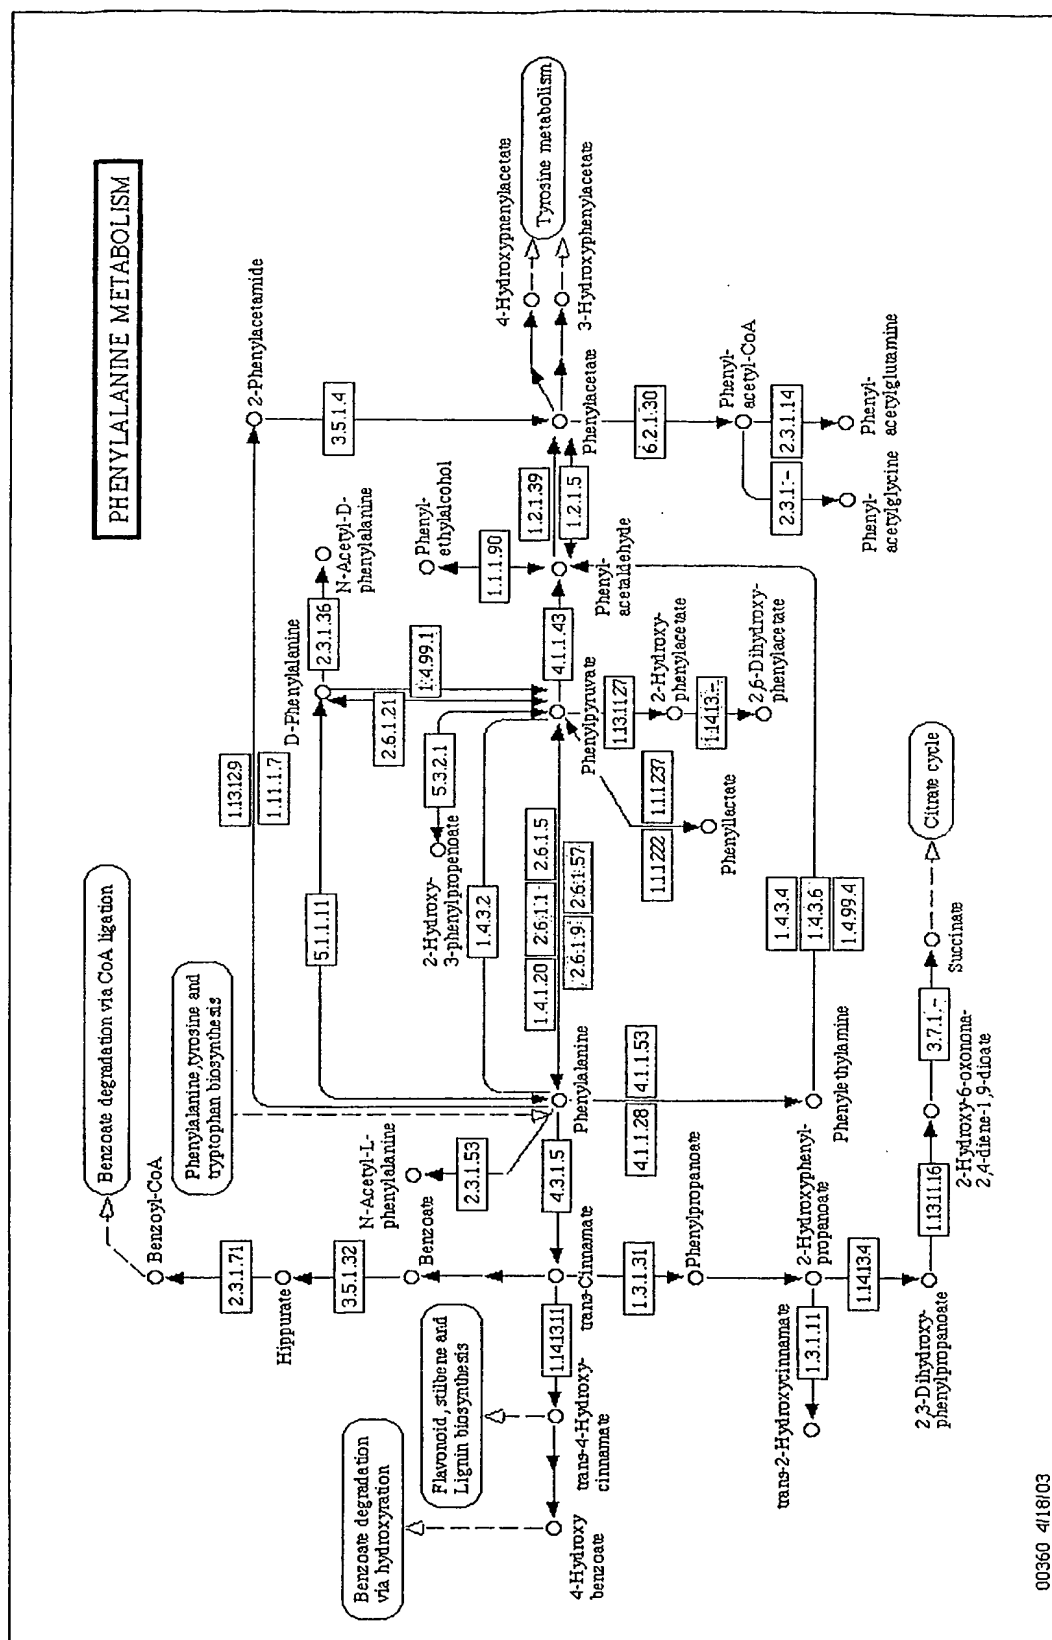 PHENYLALANINE METABOLISM
Benzoate degradation via CoA ligation
Benzoyl-CoA
2.3.1.71
Hippurate
3.5.1.32
Phenylalanine,tyrosine and
tryptophan biosynthesis
1.13.12.9
1.11.1.7
2-Phenylacetamide
3.5.1.4
5.1.1.11
D-Phenylalanine
2.3.1.36
N-Acetyl-D-
phenylalanine
1.4.99.1
2.6.1.21
N-Acetyl-L-
phenylalanine
2.3.1.53
Benzoate
2-Hydroxy-
3-phenylpropenoate
5.3.2.1
1.4.3.2
Phenyl-
ethylalcohol
1.1.1.90
Benzoate degradation
via hydroxyration
Flavonoid, stilbene and
Lignin biosynthesis
4-Hydroxy
benzoate
trans-4-Hydroxy-
cinnamate
1.14.13.11
trans-Cinnamate
4.3.1.5
Phenylalanine
1.4.1.20
2.6.1.1
2.6.1.5
2.6.1.9
2.6.1.57
Phenylpyruvate
4.1.1.43
Phenyl-
acetaldehyde
1.2.1.39
1.2.1.5
Phenylacetate
4-Hydroxypnenylacetate
3-Hydroxyphenylacetate
Tyrosine metabolism
1.3.1.31
Phenylpropanoate
4.1.1.28
4.1.1.53
1.1.1.222
1.1.1.237
Phenyllactate
1.13.11.27
2-Hydroxy-
phenylacetate
1.14.13.-
2,6-Dihydroxy-
phenylacetate
6.2.1.30
Phenyl-
acetyl-CoA
2.3.1.-
2.3.1.14
Phenyl-
acetylglycine
Phenyl-
acetylglutamine
trans-2-Hydroxycinnamate
1.3.1.11
2-Hydroxyphenyl-
propanoate
Phenylethylamine
1.4.3.4
1.4.3.6
1.4.99.4
1.14.13.4
2,3-Dihydroxy-
phenylpropanoate
1.13.11.16
2-Hydroxy-6-oxonona-
2,4-diene-1,9-dioate
3.7.1.-
Succinate
Citrate cycle
00360 4/18/03